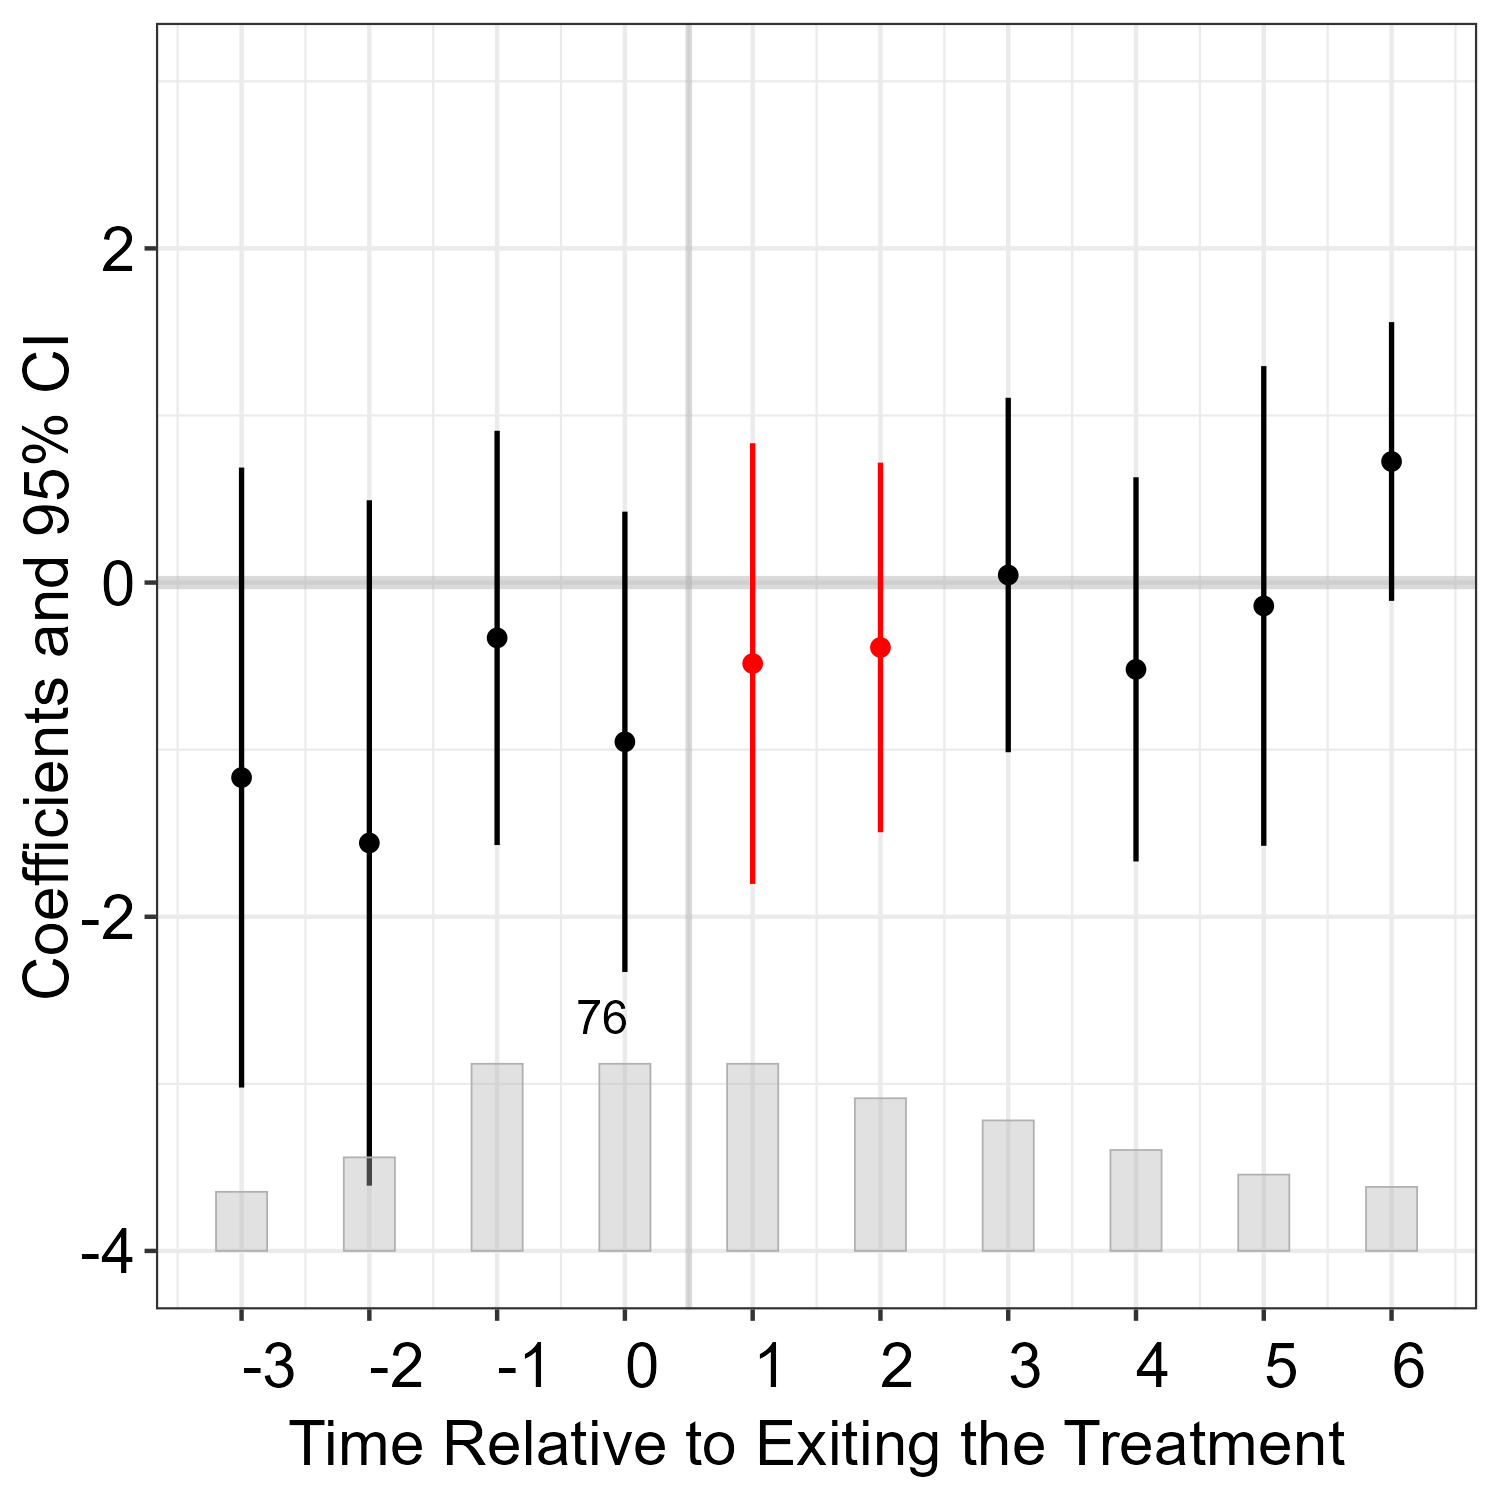 Coefficients and 95% CI
2
0
-2
-4
76
-3 -2 -1 0 1 2 3 4 5 6
Time Relative to Exiting the Treatment